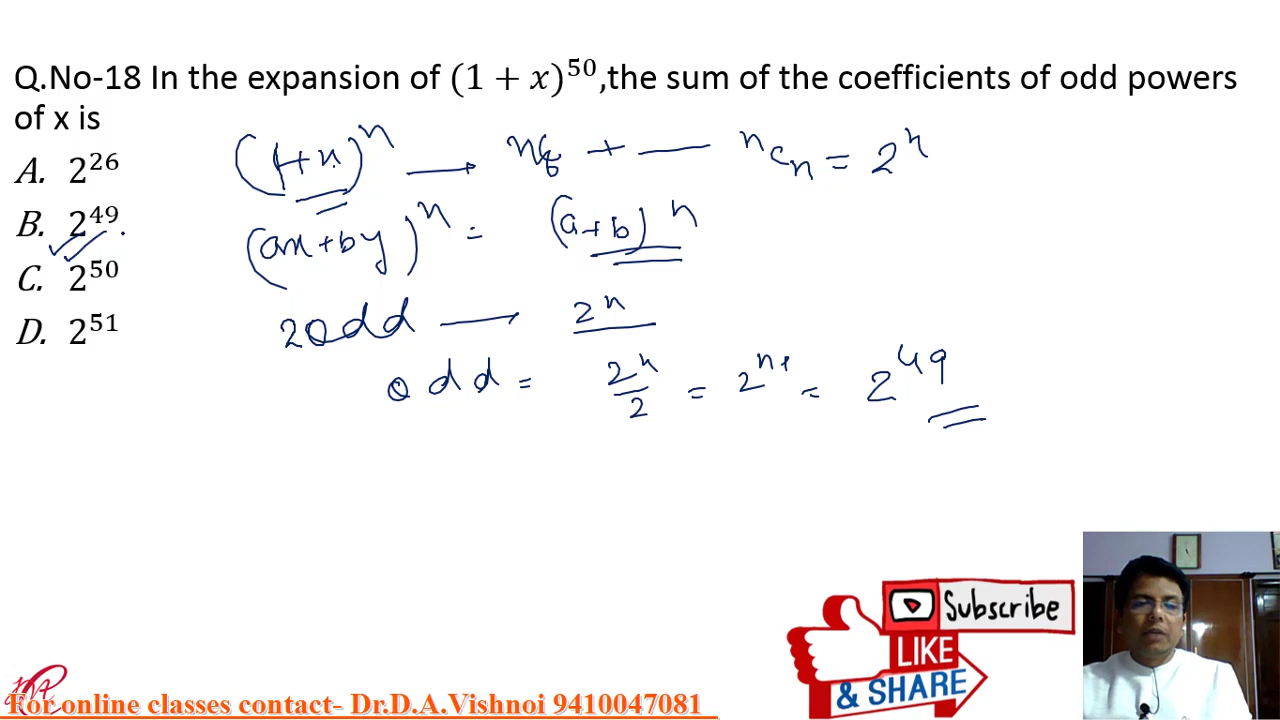 Q.No-18 In the expansion of (1 + x)^50,the sum of the coefficients of odd powers
of x is
(1+x)^n → nC0 + — nCn = 2^n
A. 2^26
B. 2^49.
(ax+by)^n = (a+b)^n
C. 2^50
2odd — 2^n
D. 2^51
odd = 2^n/2 = 2^n-1 = 2^49
Subscribe
LIKE
& SHARE
For online classes contact- Dr.D.A.Vishnoi 9410047081